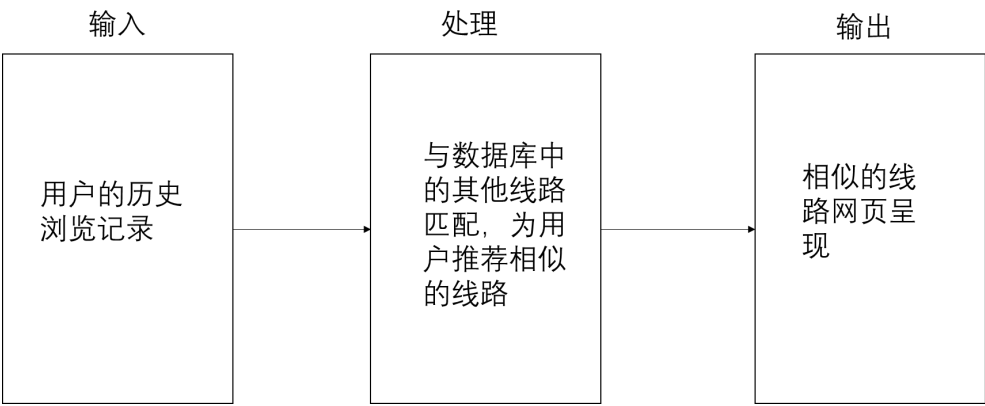 输入
处理
输出
用户的历史
浏览记录
与数据库中
的其他线路
匹配，为用
户推荐相似
的线路
相似的线
路网页呈
现